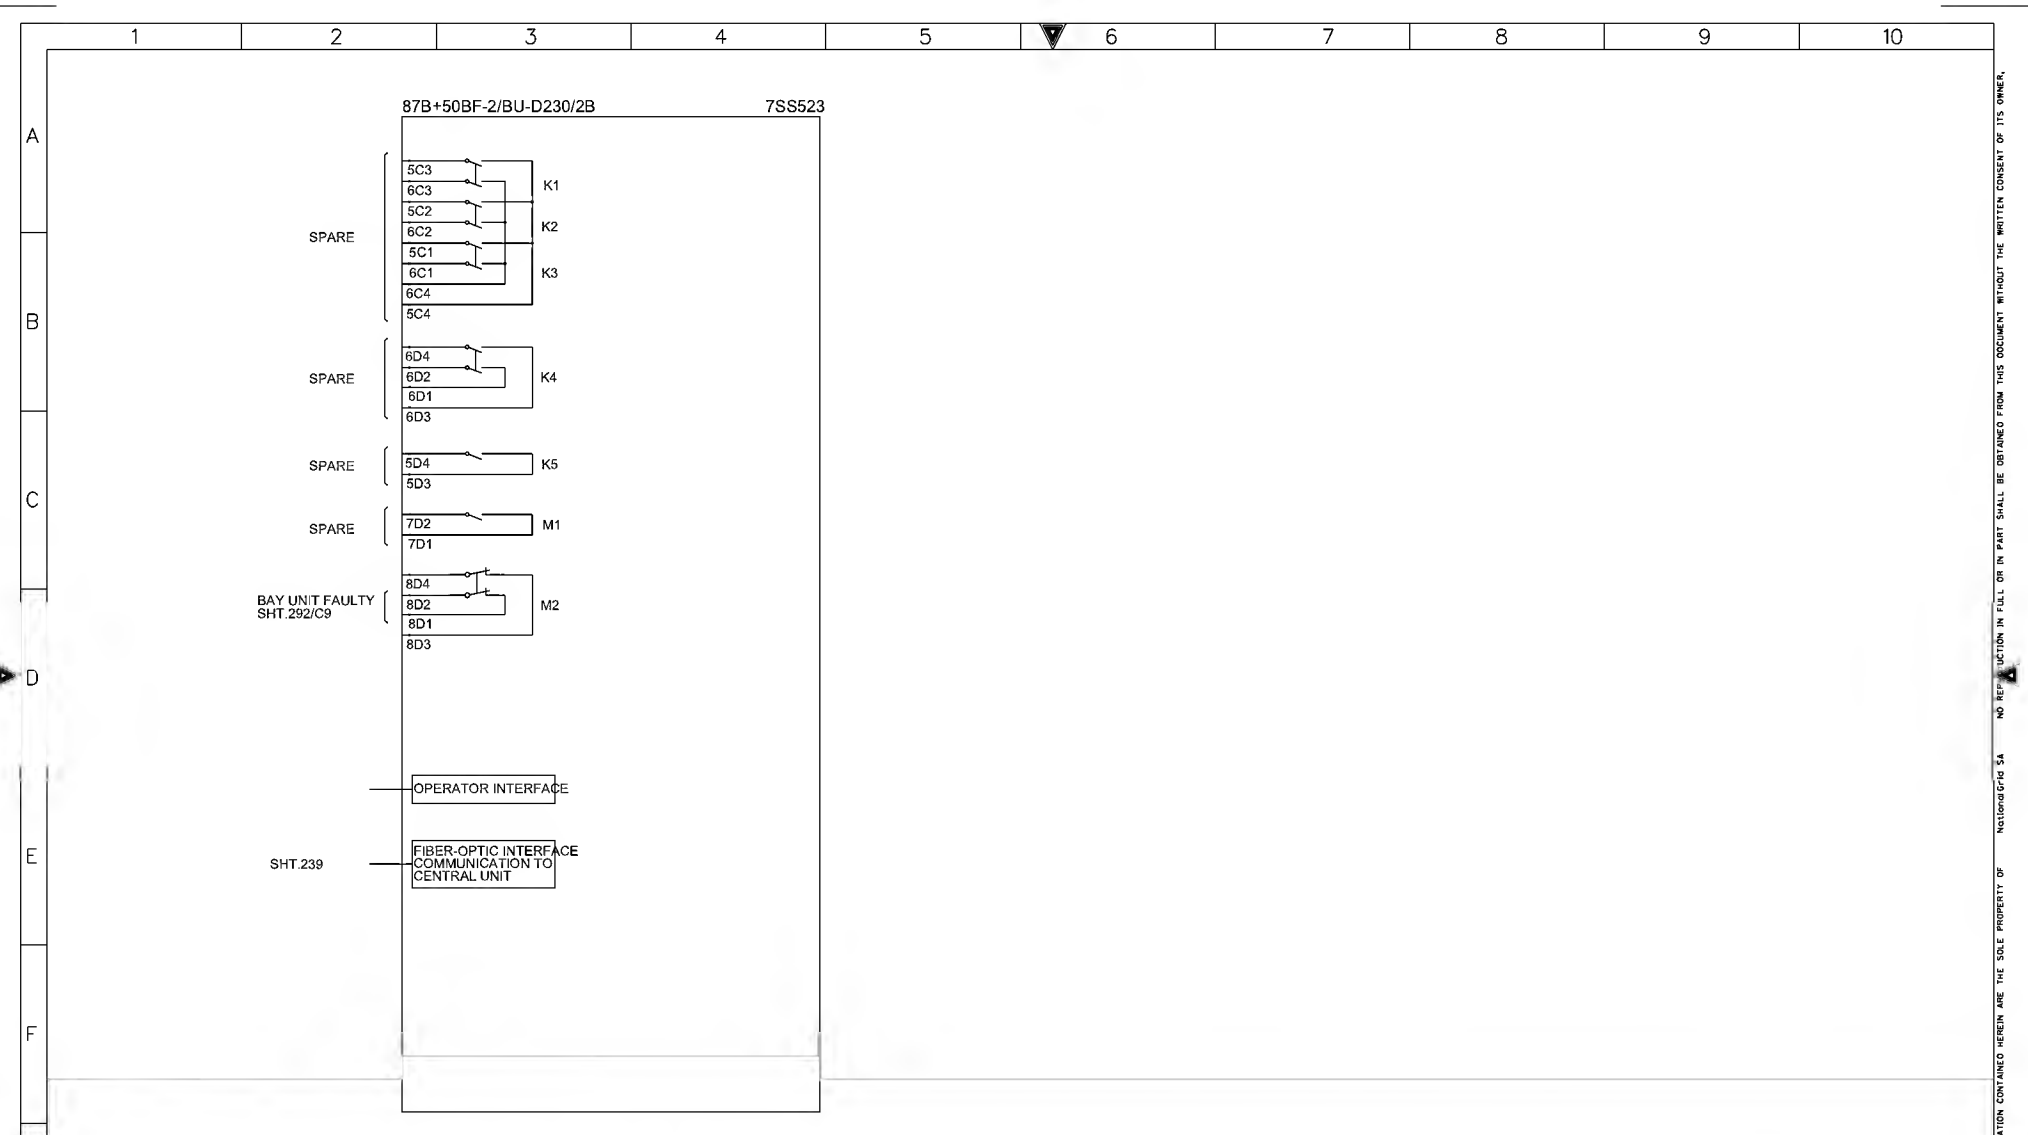 1 2 3 4 5 6 7 8 9 10
87B+50BF-2/BU-D230/2B 7SS523
A
5C3
6C3
K1
5C2
6C2
K2
SPARE
5C1
6C1
K3
6C4
5C4
B
6D4
6D2
SPARE
K4
6D1
6D3
5D4
SPARE
K5
5D3
C
7D2
SPARE
M1
7D1
8D4
BAY UNIT FAULTY
SHT.292/C9
8D2
M2
8D1
8D3
D
OPERATOR INTERFACE
E
SHT.239
FIBER-OPTIC INTERFACE
COMMUNICATION TO
CENTRAL UNIT
F
ATION CONTAINED HEREIN ARE THE SOLE PROPERTY OF NationalGrid SA NO REP UCTION IN FULL OR IN PART SHALL BE OBTAINED FROM THIS DOCUMENT WITHOUT THE WRITTEN CONSENT OF ITS OWNER,